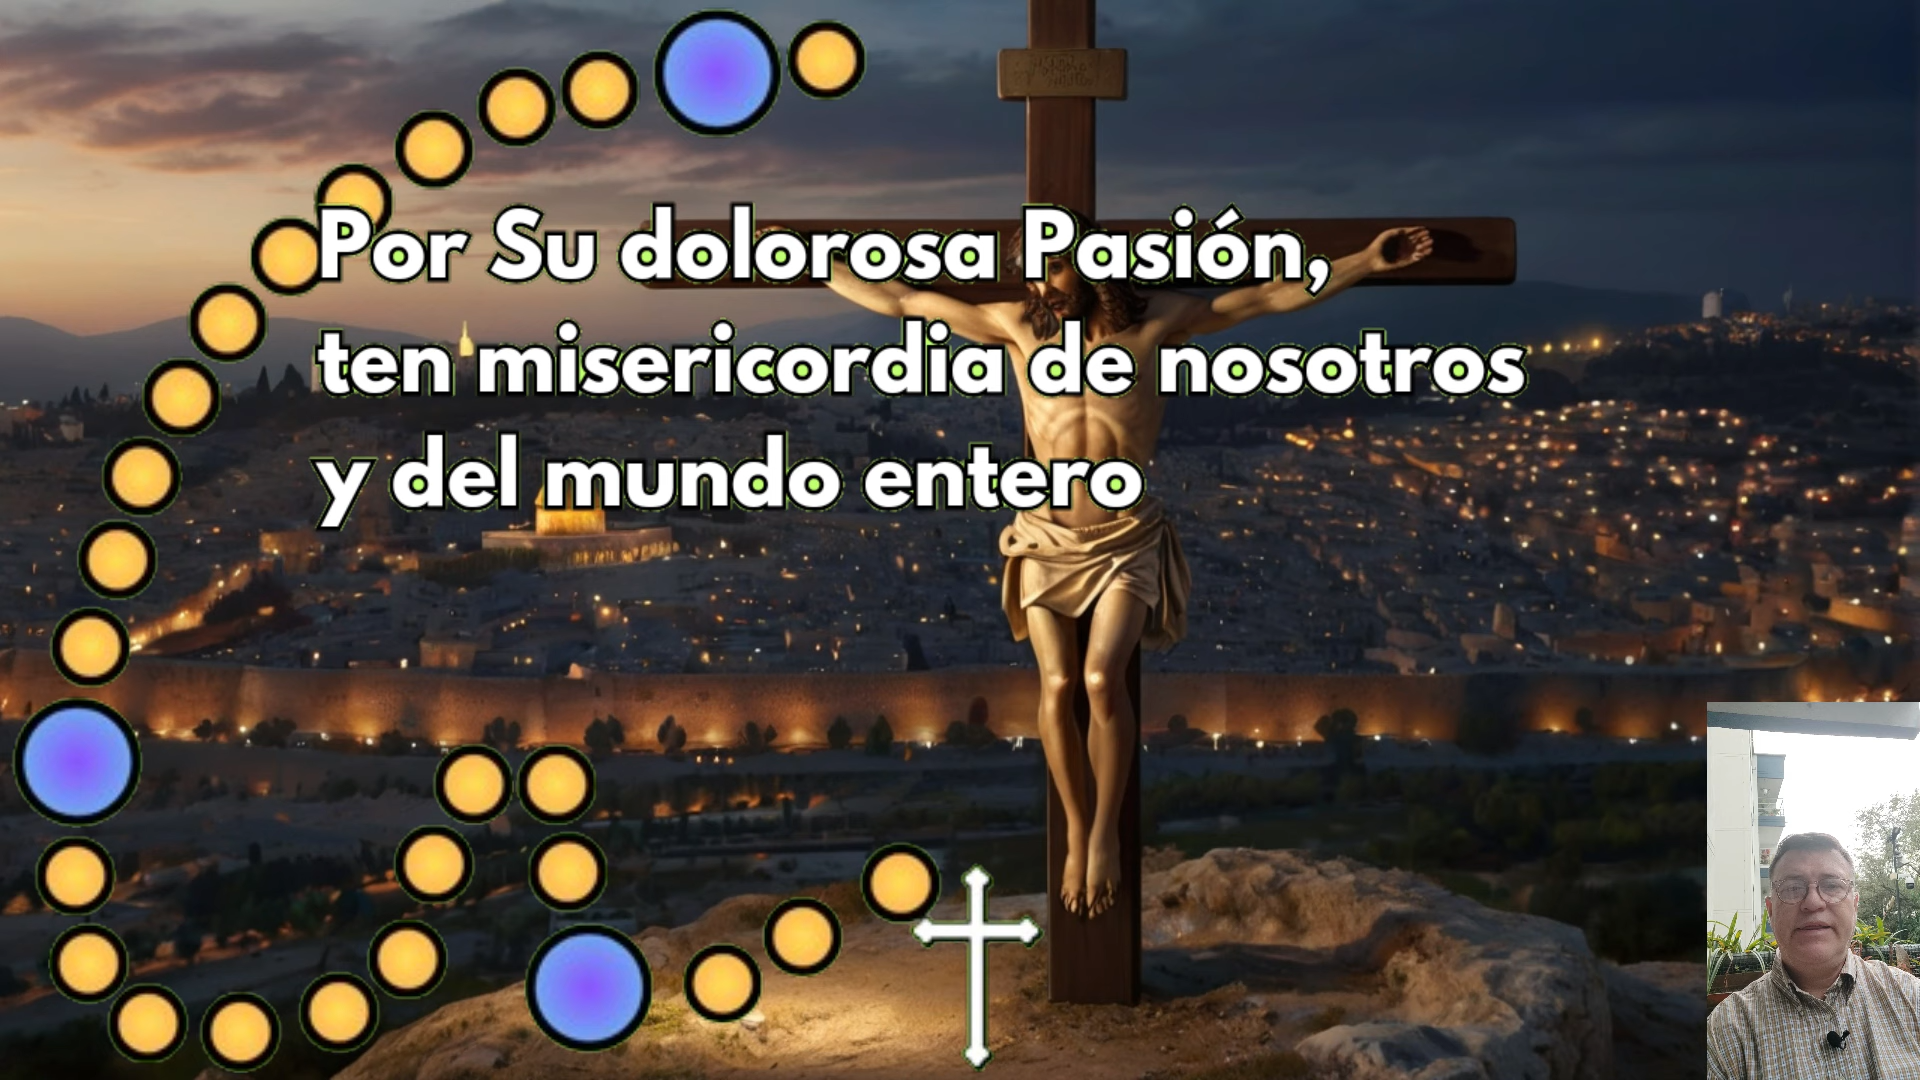 Por Su dolorosa Pasión,
ten misericordia de nosotros
y del mundo entero